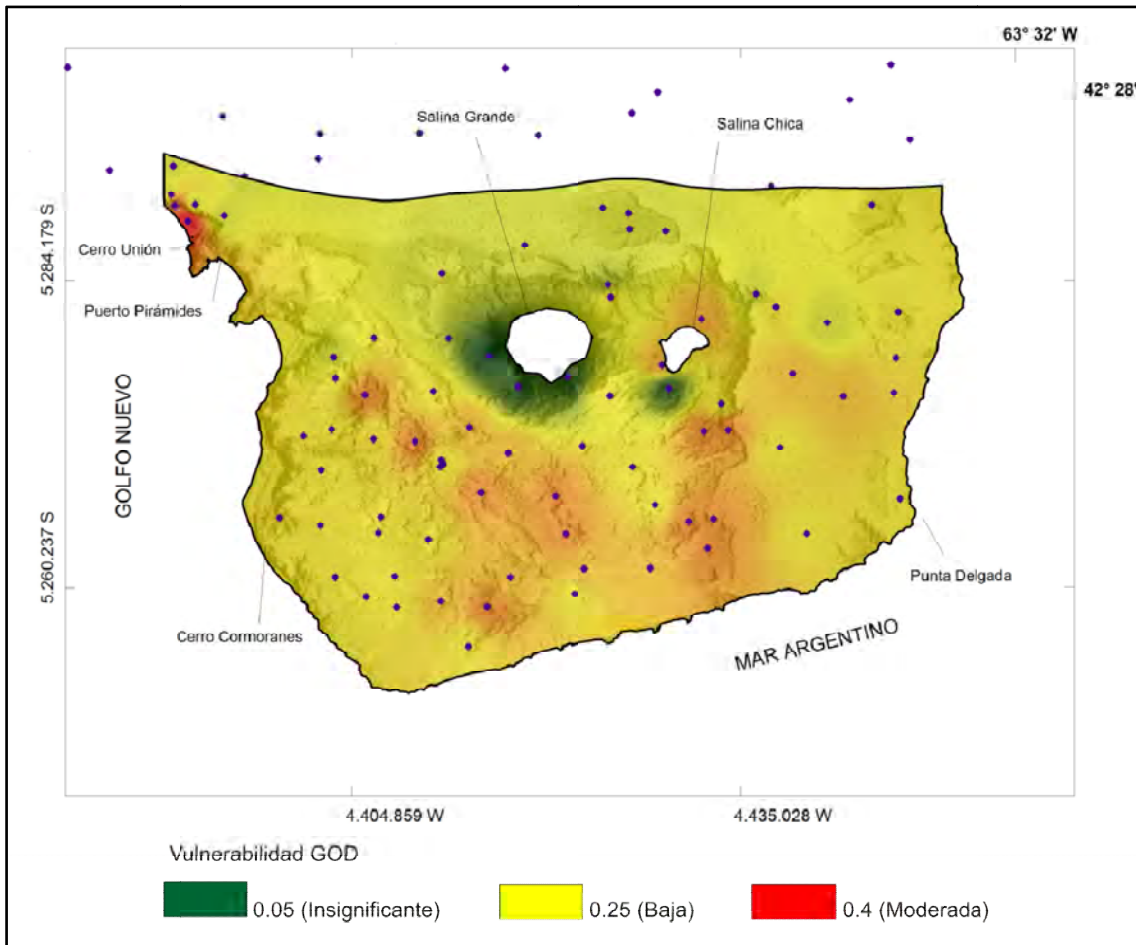 63° 32' W
42° 28'
Salina Grande
Salina Chica
5.284.179 S
Cerro Unión
Puerto Pirámides
GOLFO NUEVO
5.260.237 S
Punta Delgada
Cerro Cormoranes
MAR ARGENTINO
4.404.859 W
4.435.028 W
Vulnerabilidad GOD
0.05 (Insignificante)
0.25 (Baja)
0.4 (Moderada)